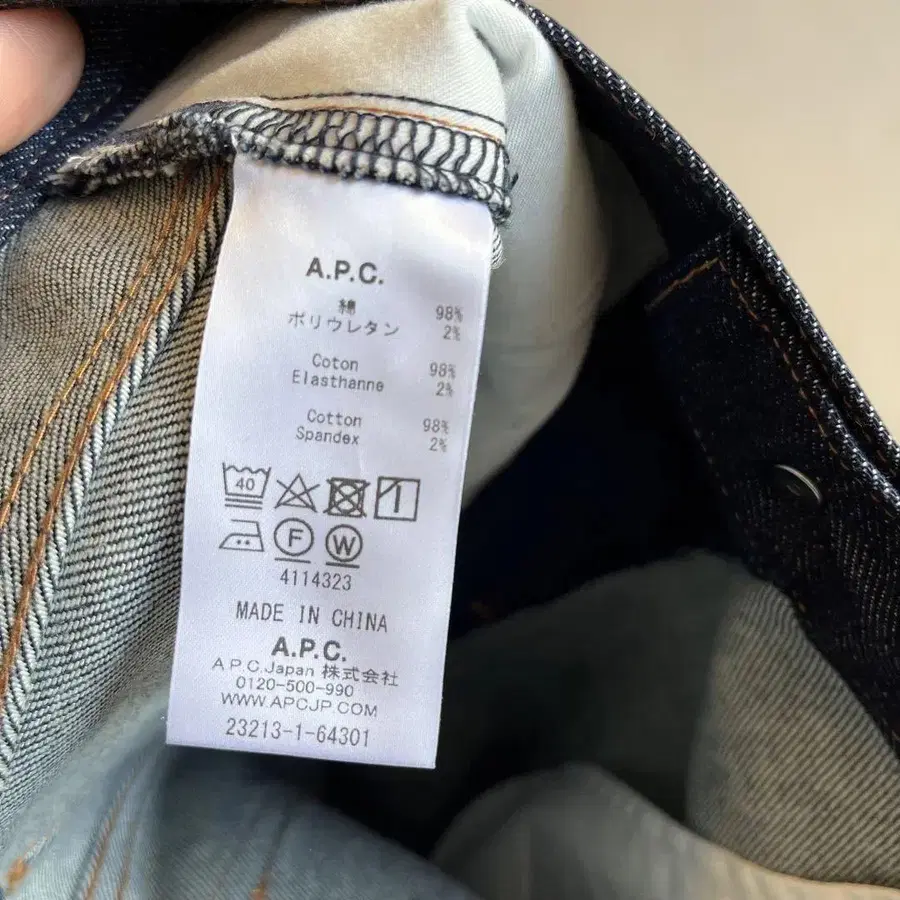 A.P.C.
綿 98%
ポリウレタン 2%
Coton 98%
Elasthanne 2%
Cotton 98%
Spandex 2%
40
F W
4114323
MADE IN CHINA
A.P.C.
A.P.C.Japan 株式会社
0120-500-990
WWW.APCJP.COM
23213-1-64301